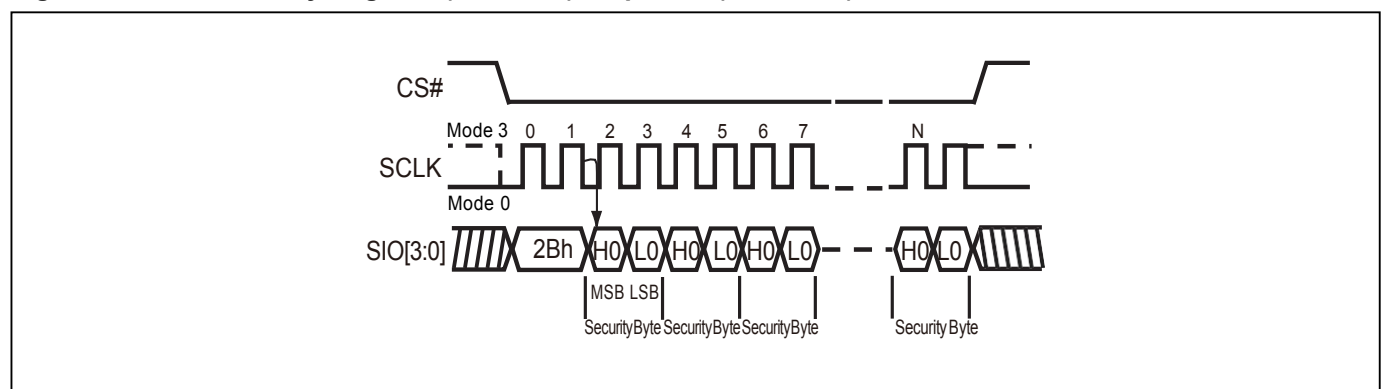 CS#
Mode 3 0 1 2 3 4 5 6 7 N
SCLK
Mode 0
SIO[3:0] 2Bh H0 L0 H0 L0 H0 L0 H0 L0
MSB LSB
Security Byte Security Byte Security Byte Security Byte